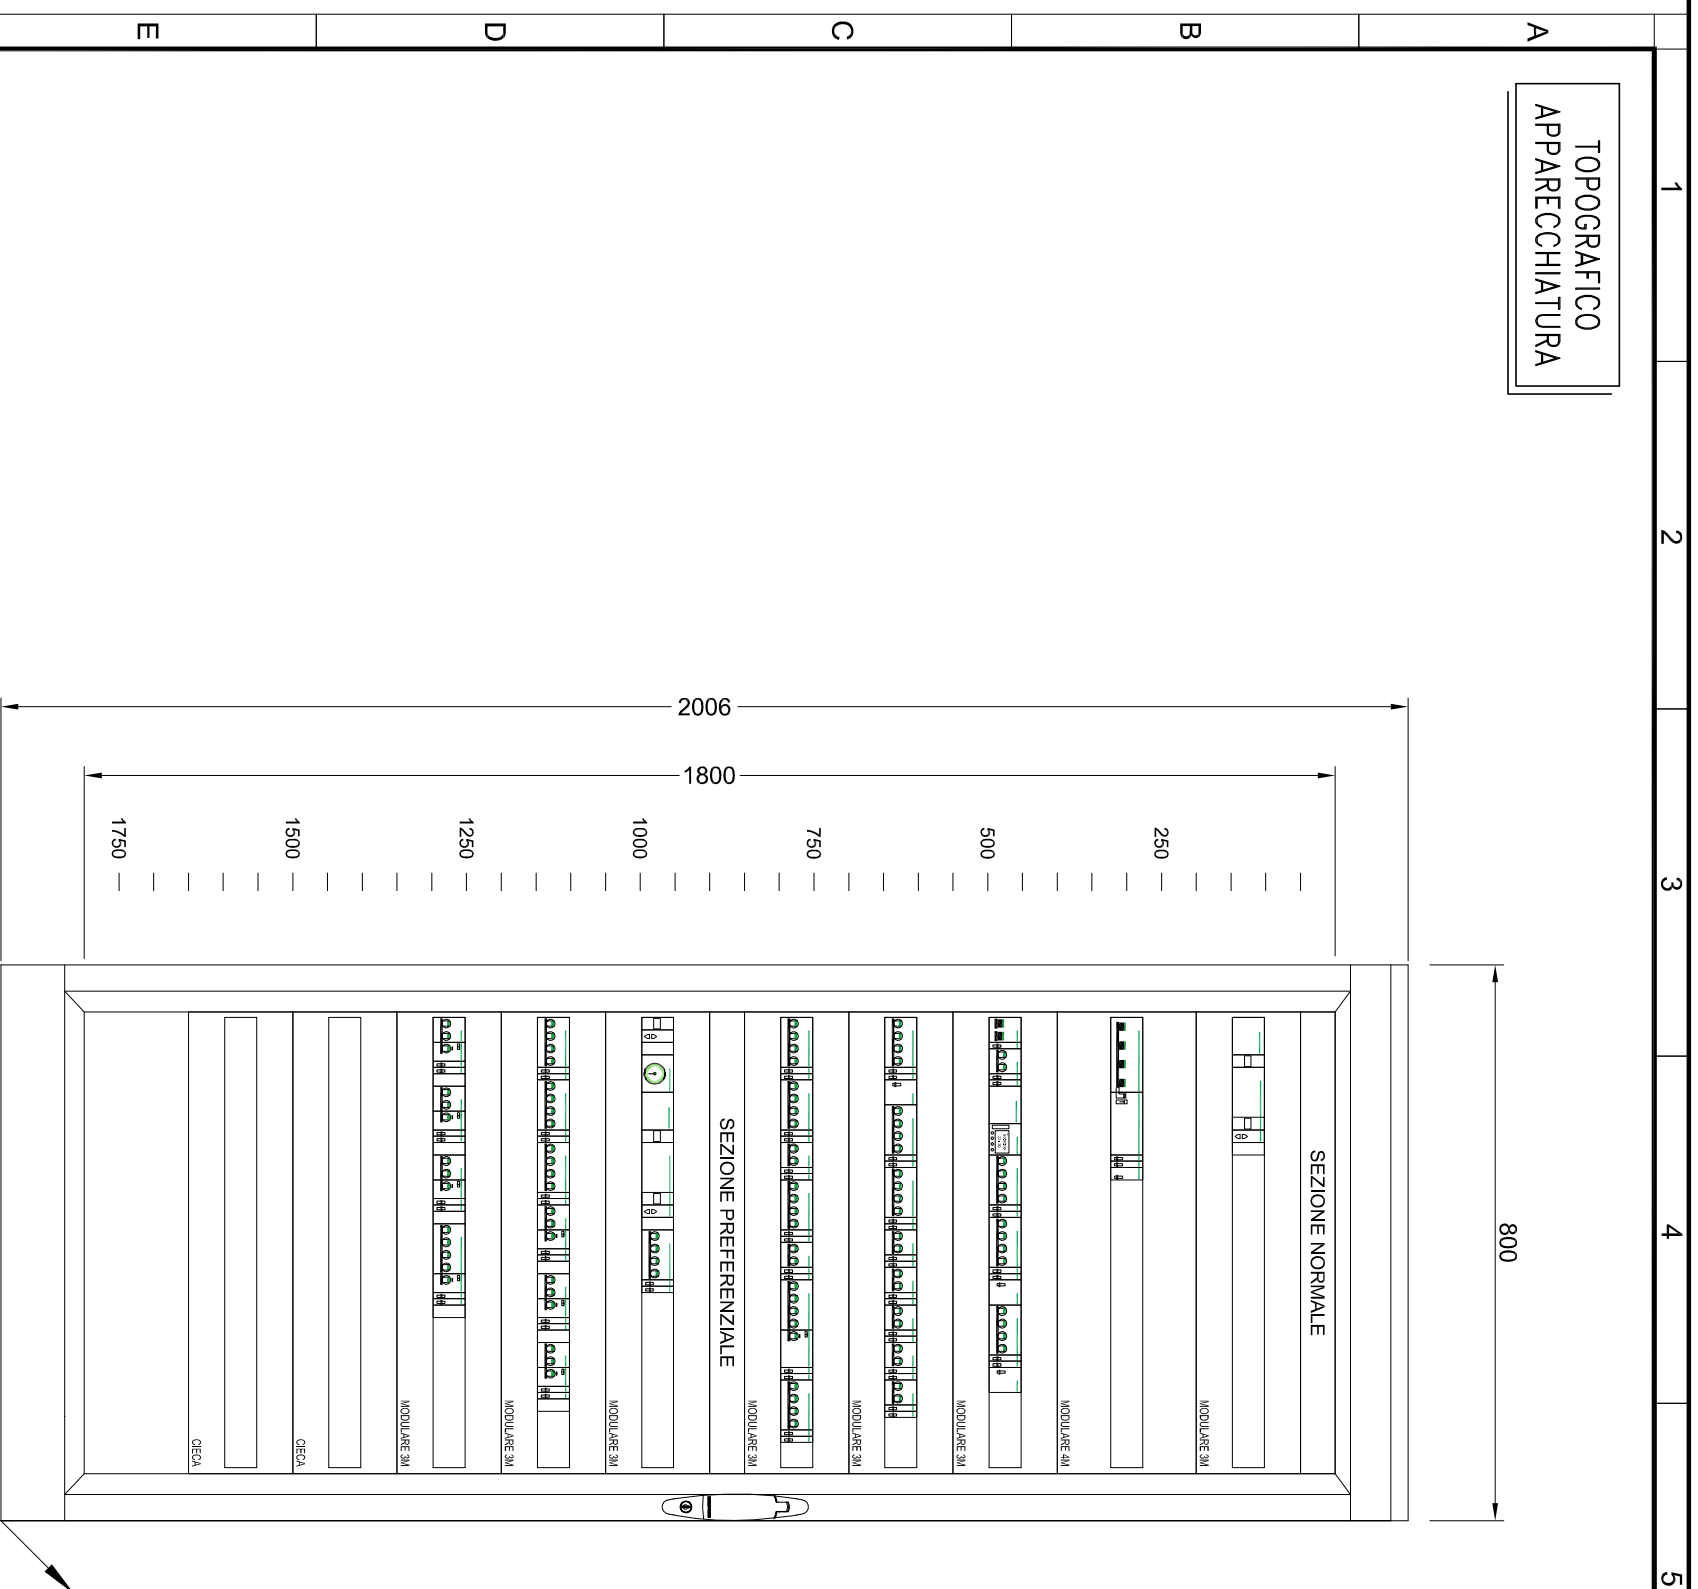 1
2
3
4
5
A
B
C
D
E
TOPOGRAFICO
APPARECCHIATURA
800
2006
1800
250
500
750
1000
1250
1500
1750
SEZIONE NORMALE
MODULARE 3M
MODULARE 4M
MODULARE 3M
MODULARE 3M
MODULARE 3M
SEZIONE PREFERENZIALE
MODULARE 3M
MODULARE 3M
MODULARE 3M
CIECA
CIECA